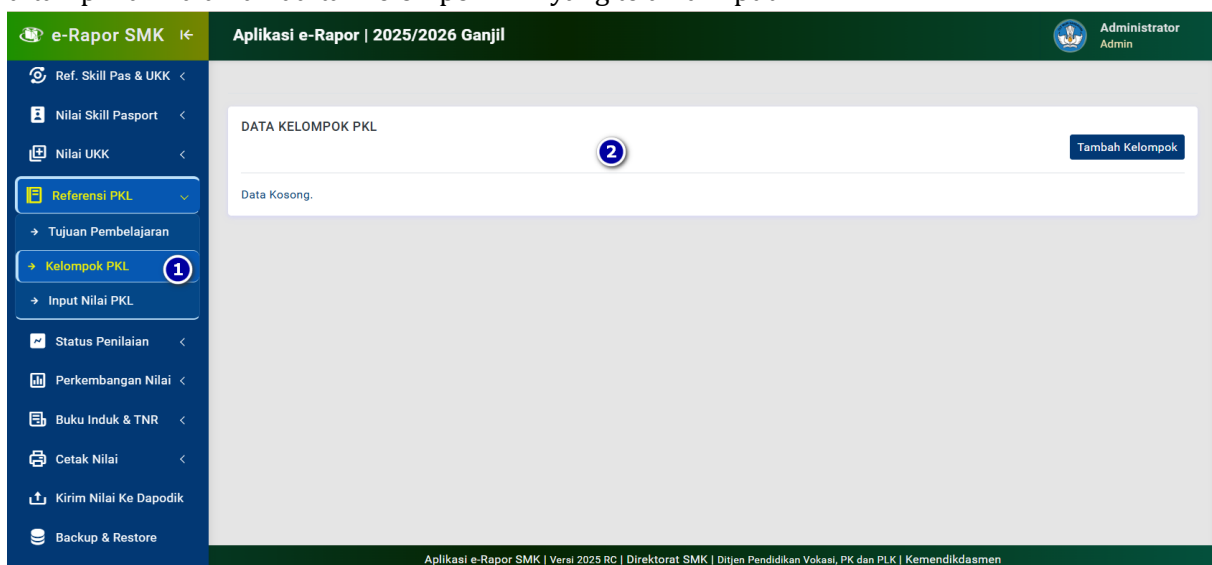 e-Rapor SMK
Aplikasi e-Rapor | 2025/2026 Ganjil
Administrator
Admin
Ref. Skill Pas & UKK
Nilai Skill Pasport
Nilai UKK
Referensi PKL
Tujuan Pembelajaran
Kelompok PKL
1
Input Nilai PKL
Status Penilaian
Perkembangan Nilai
Buku Induk & TNR
Cetak Nilai
Kirim Nilai Ke Dapodik
Backup & Restore
DATA KELOMPOK PKL
2
Tambah Kelompok
Data Kosong.
Aplikasi e-Rapor SMK | Versi 2025 RC | Direktorat SMK | Ditjen Pendidikan Vokasi, PK dan PLK | Kemendikdasmen